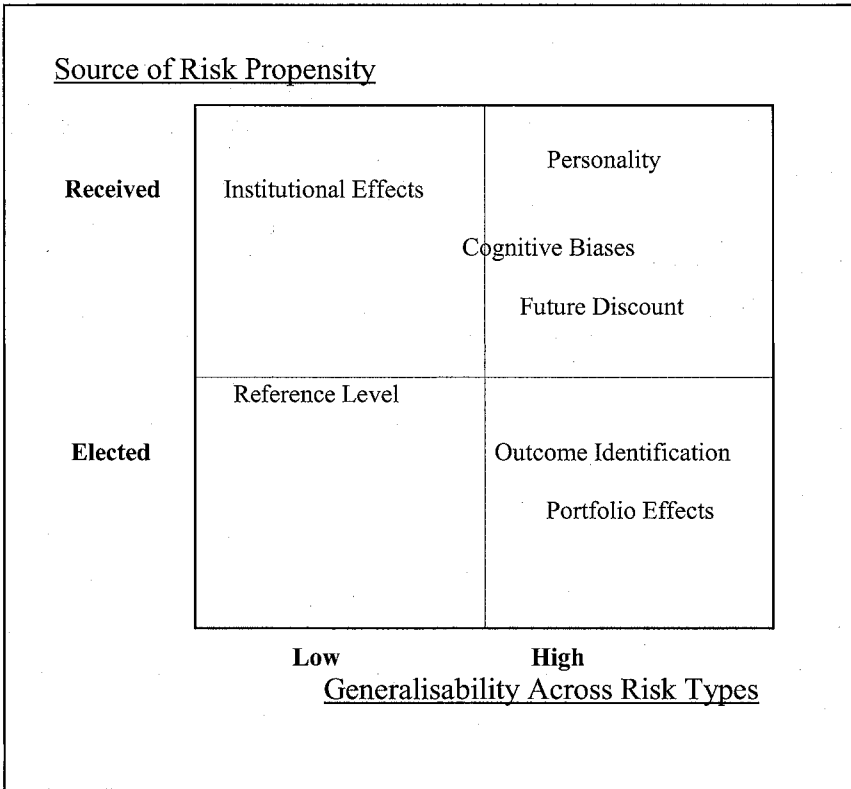 Source of Risk Propensity
Personality
Received
Institutional Effects
Cognitive Biases
Future Discount
Reference Level
Elected
Outcome Identification
Portfolio Effects
Low
High
Generalisability Across Risk Types